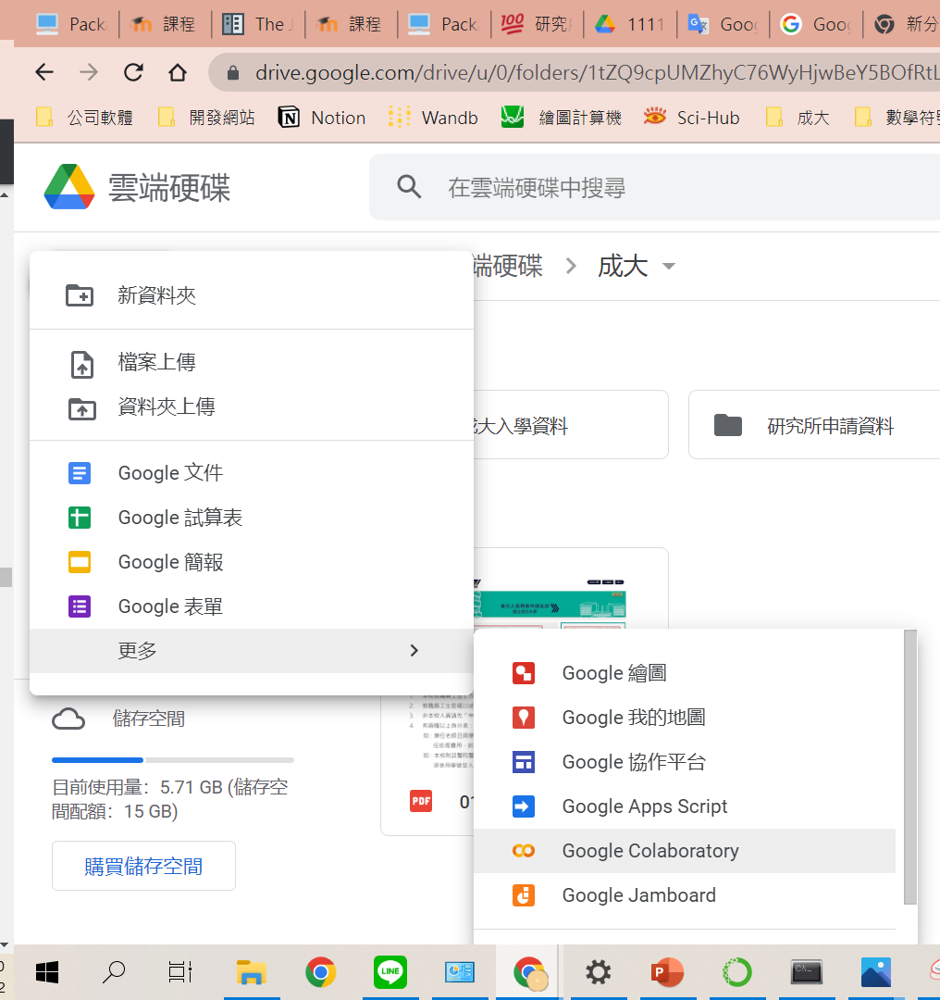 Pack
課程
The
課程
Pack
研究
1111
Goo
Goo
新分
drive.google.com/drive/u/0/folders/1tZQ9cpUMZhyC76WyHjwBeY5BOfRtL
公司軟體
開發網站
Notion
Wandb
繪圖計算機
Sci-Hub
成大
數學符號
雲端硬碟
在雲端硬碟中搜尋
端硬碟
成大
新資料夾
檔案上傳
資料夾上傳
成大入學資料
研究所申請資料
Google 文件
Google 試算表
Google 簡報
Google 表單
更多
Google 繪圖
Google 我的地圖
Google 協作平台
Google Apps Script
Google Colaboratory
Google Jamboard
儲存空間
目前使用量：5.71 GB (儲存空
間配額：15 GB)
購買儲存空間
PDF
01
LINE